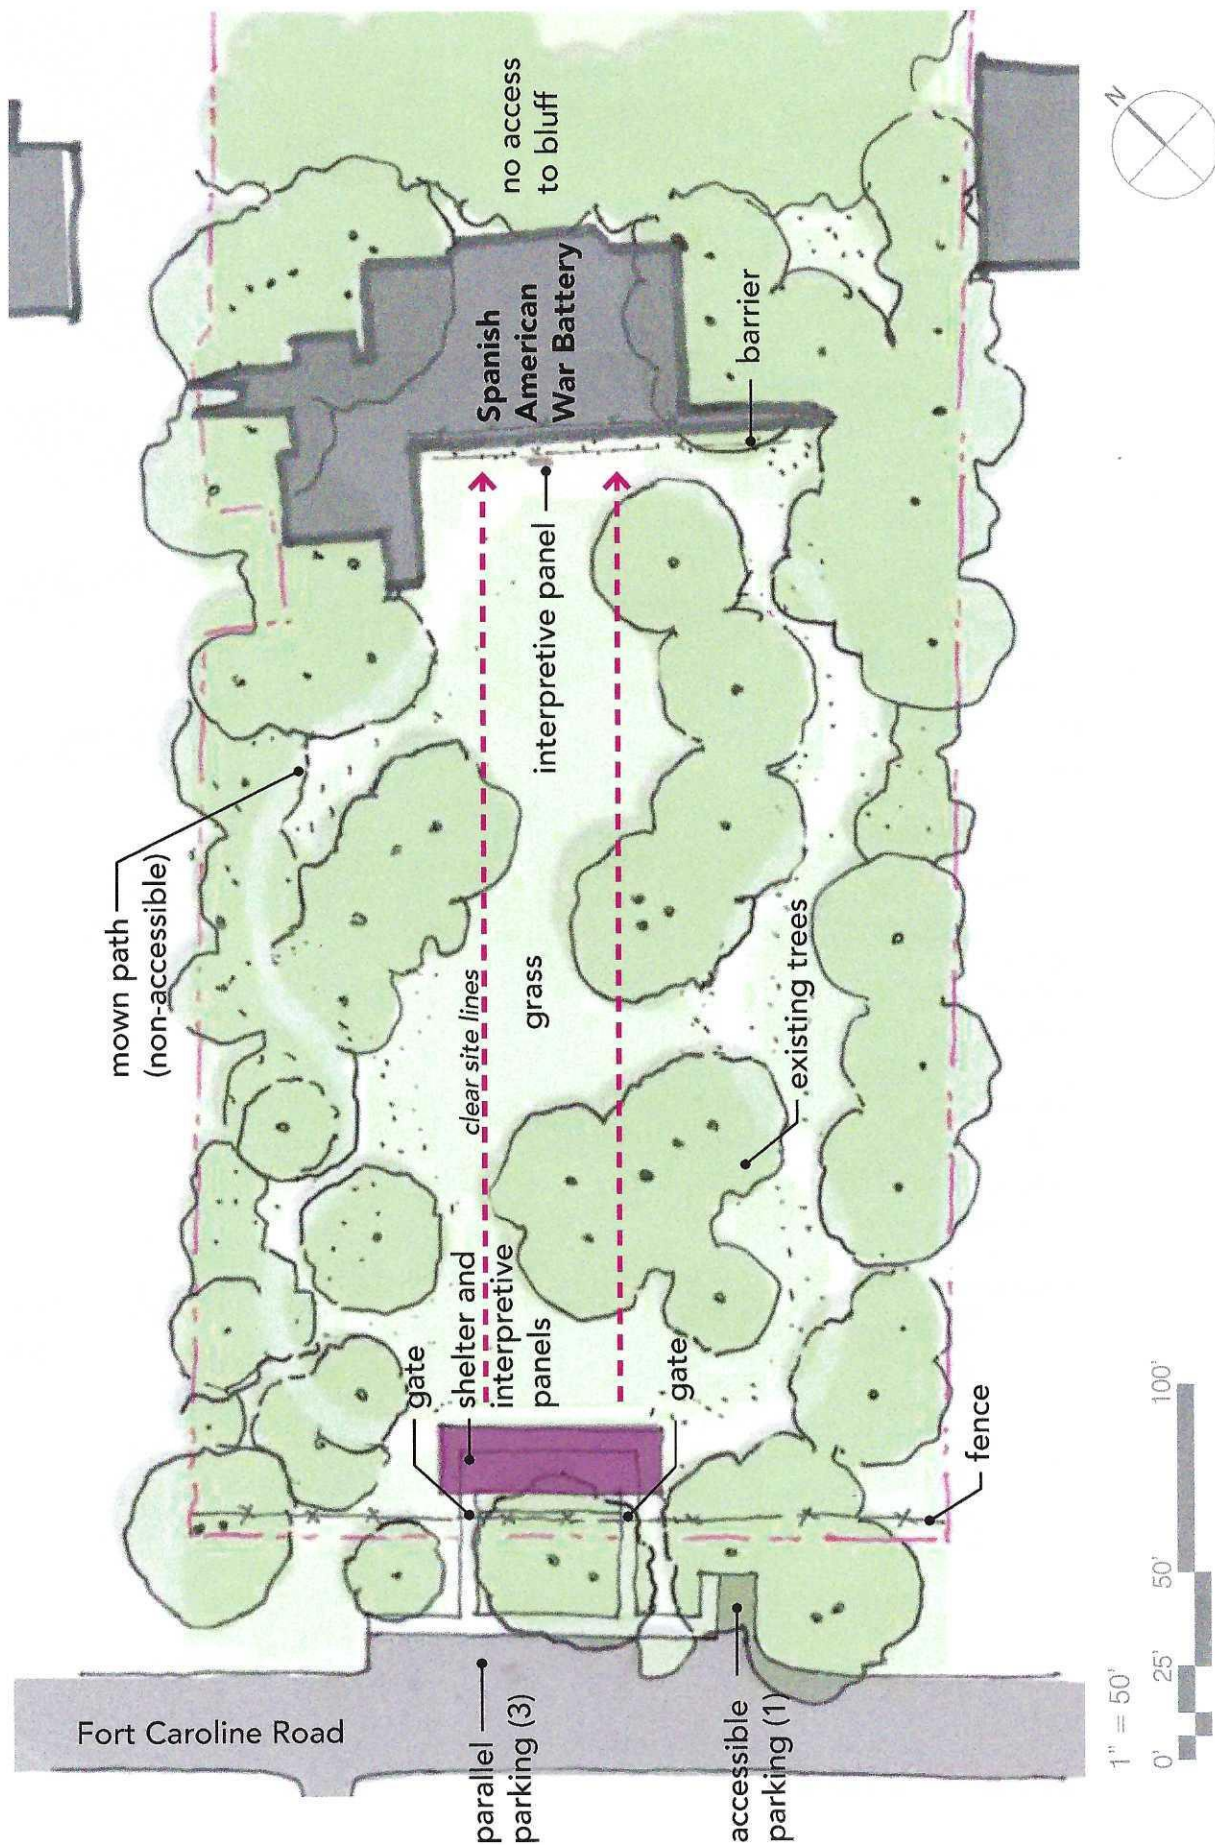 no access
to bluff
Spanish
American
War Battery
barrier
interpretive panel
mown path
(non-accessible)
clear site lines
grass
existing trees
gate
shelter and
interpretive
panels
gate
fence
Fort Caroline Road
parallel
parking (3)
accessible
parking (1)
N
1" = 50'
0' 25' 50' 100'